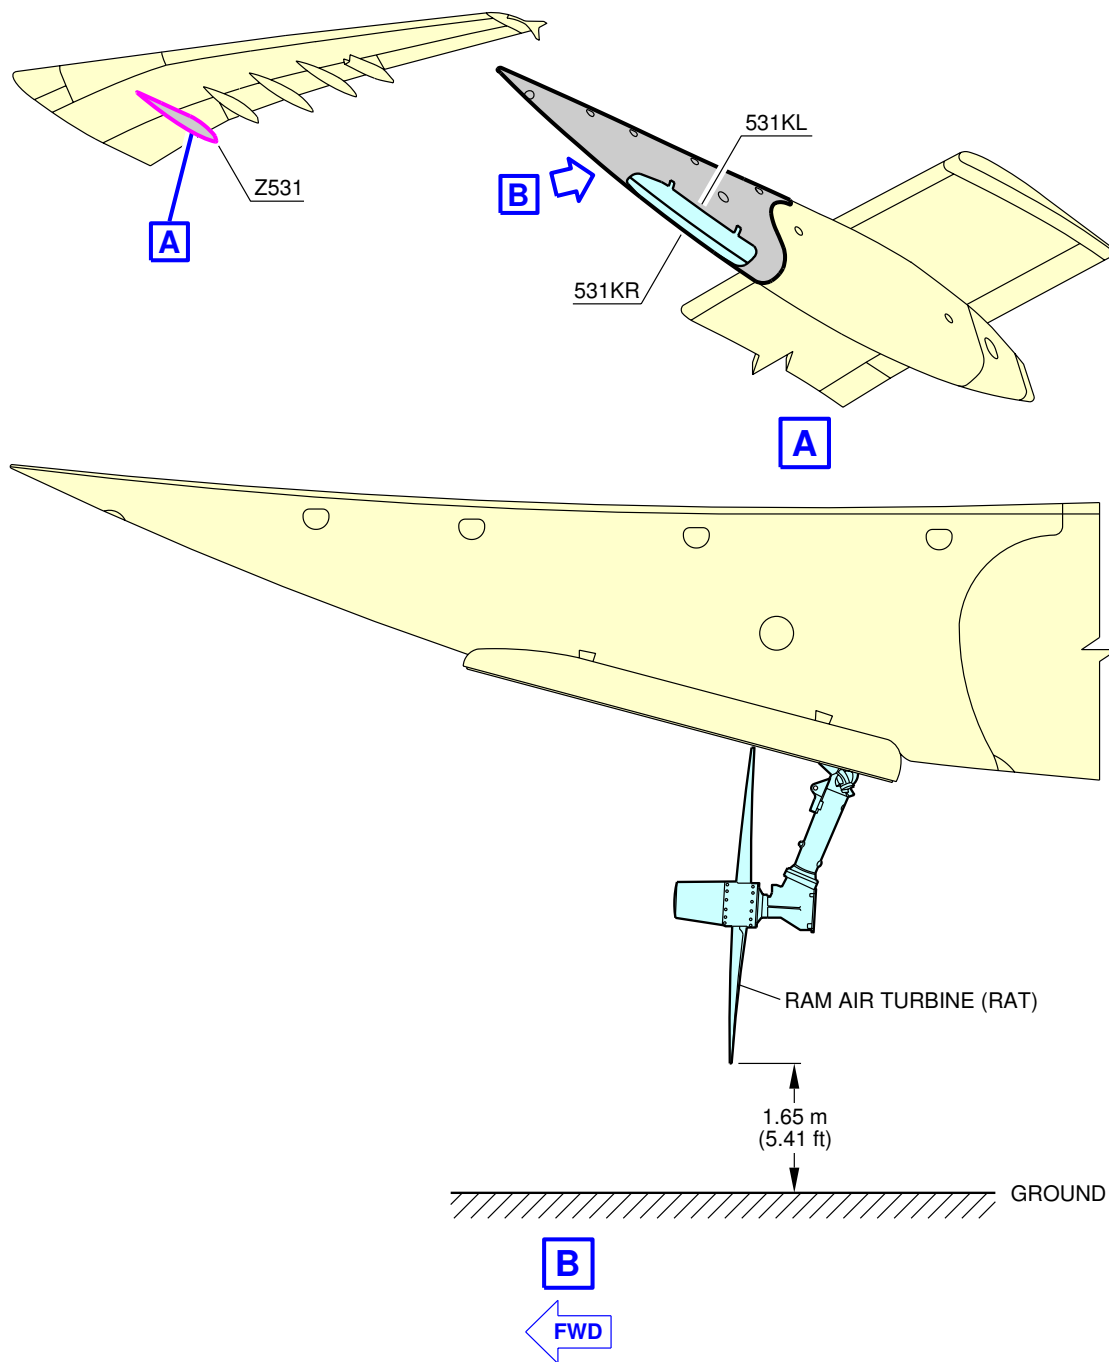 531KL
B
Z531
A
531KR
A
RAM AIR TURBINE (RAT)
1.65 m
(5.41 ft)
GROUND
B
FWD